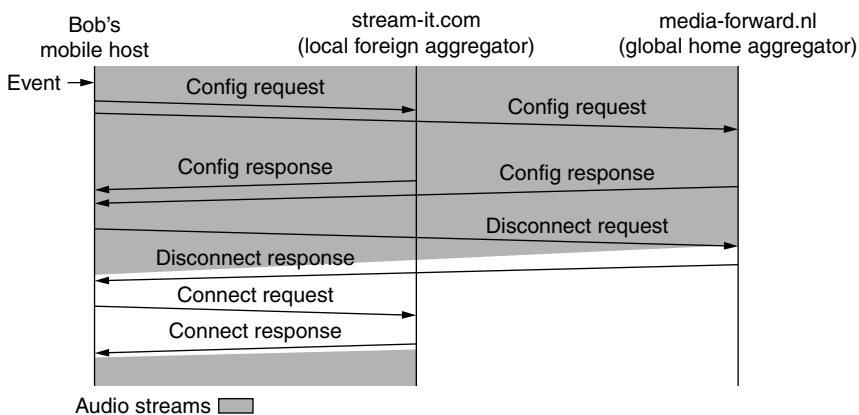 Bob's
mobile host
stream-it.com
(local foreign aggregator)
media-forward.nl
(global home aggregator)
Event
Config request
Config request
Config response
Config response
Disconnect request
Disconnect response
Connect request
Connect response
Audio streams